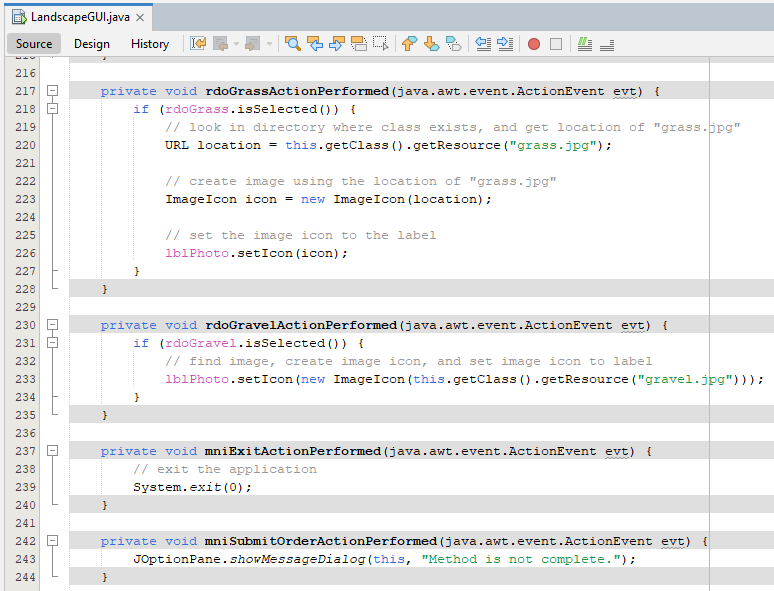 LandscapeGUI.java
Source Design History
216
217 private void rdoGrassActionPerformed(java.awt.event.ActionEvent evt) {
218 if (rdoGrass.isSelected()) {
219 // look in directory where class exists, and get location of "grass.jpg"
220 URL location = this.getClass().getResource("grass.jpg");
221
222 // create image using the location of "grass.jpg"
223 ImageIcon icon = new ImageIcon(location);
224
225 // set the image icon to the label
226 lblPhoto.setIcon(icon);
227 }
228 }
229
230 private void rdoGravelActionPerformed(java.awt.event.ActionEvent evt) {
231 if (rdoGravel.isSelected()) {
232 // find image, create image icon, and set image icon to label
233 lblPhoto.setIcon(new ImageIcon(this.getClass().getResource("gravel.jpg")));
234 }
235 }
236
237 private void mniExitActionPerformed(java.awt.event.ActionEvent evt) {
238 // exit the application
239 System.exit(0);
240 }
241
242 private void mniSubmitOrderActionPerformed(java.awt.event.ActionEvent evt) {
243 JOptionPane.showMessageDialog(this, "Method is not complete.");
244 }